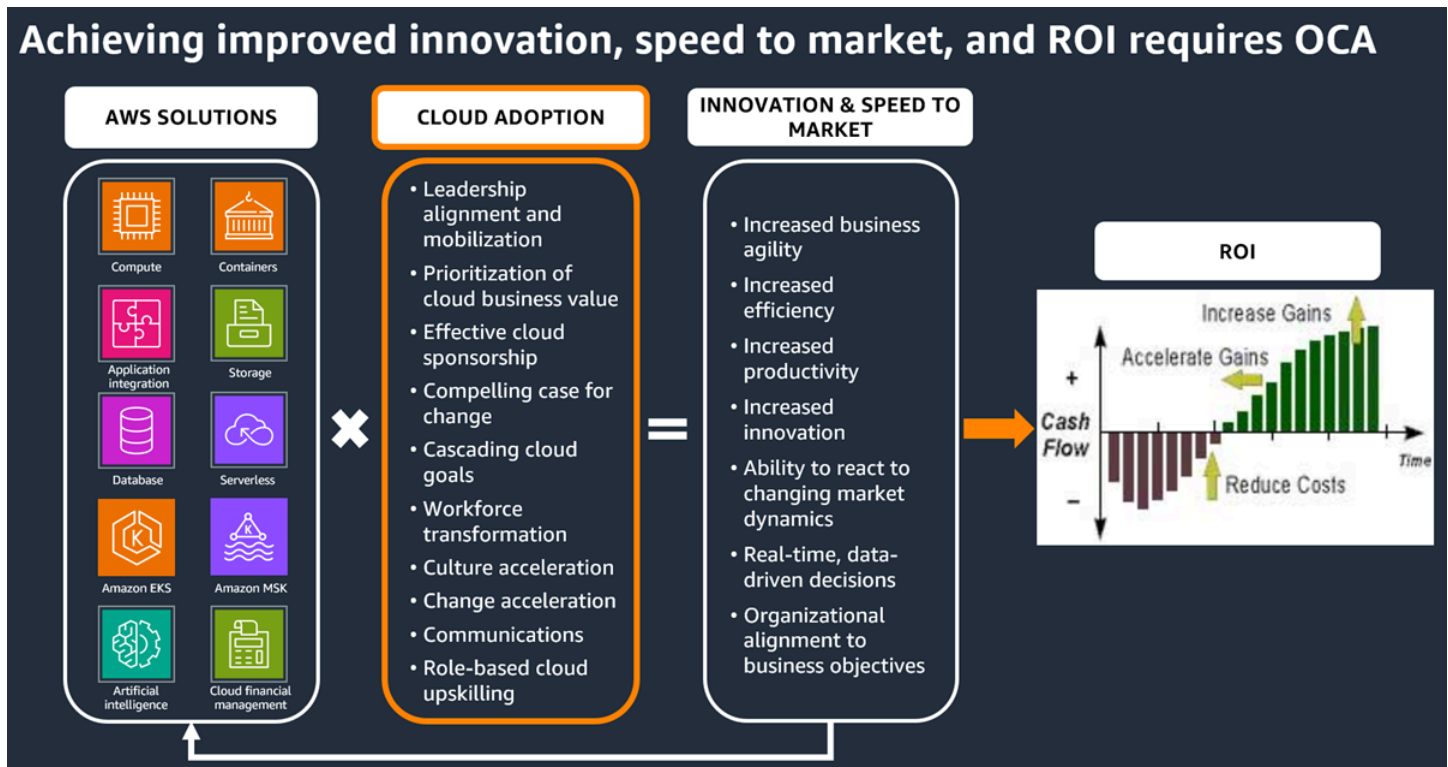 Achieving improved innovation, speed to market, and ROI requires OCA
AWS SOLUTIONS
Compute
Containers
Application
integration
Storage
Database
Serverless
K
Amazon EKS
K
Amazon MSK
Artificial
intelligence
Cloud financial
management
CLOUD ADOPTION
• Leadership
alignment and
mobilization
• Prioritization of
cloud business value
• Effective cloud
sponsorship
• Compelling case for
change
• Cascading cloud
goals
• Workforce
transformation
• Culture acceleration
• Change acceleration
• Communications
• Role-based cloud
upskilling
=
INNOVATION & SPEED TO
MARKET
• Increased business
agility
• Increased
efficiency
• Increased
productivity
• Increased
innovation
• Ability to react to
changing market
dynamics
• Real-time, data-
driven decisions
• Organizational
alignment to
business objectives
ROI
Increase Gains
Accelerate Gains
+
Cash
Flow
Time
–
Reduce Costs